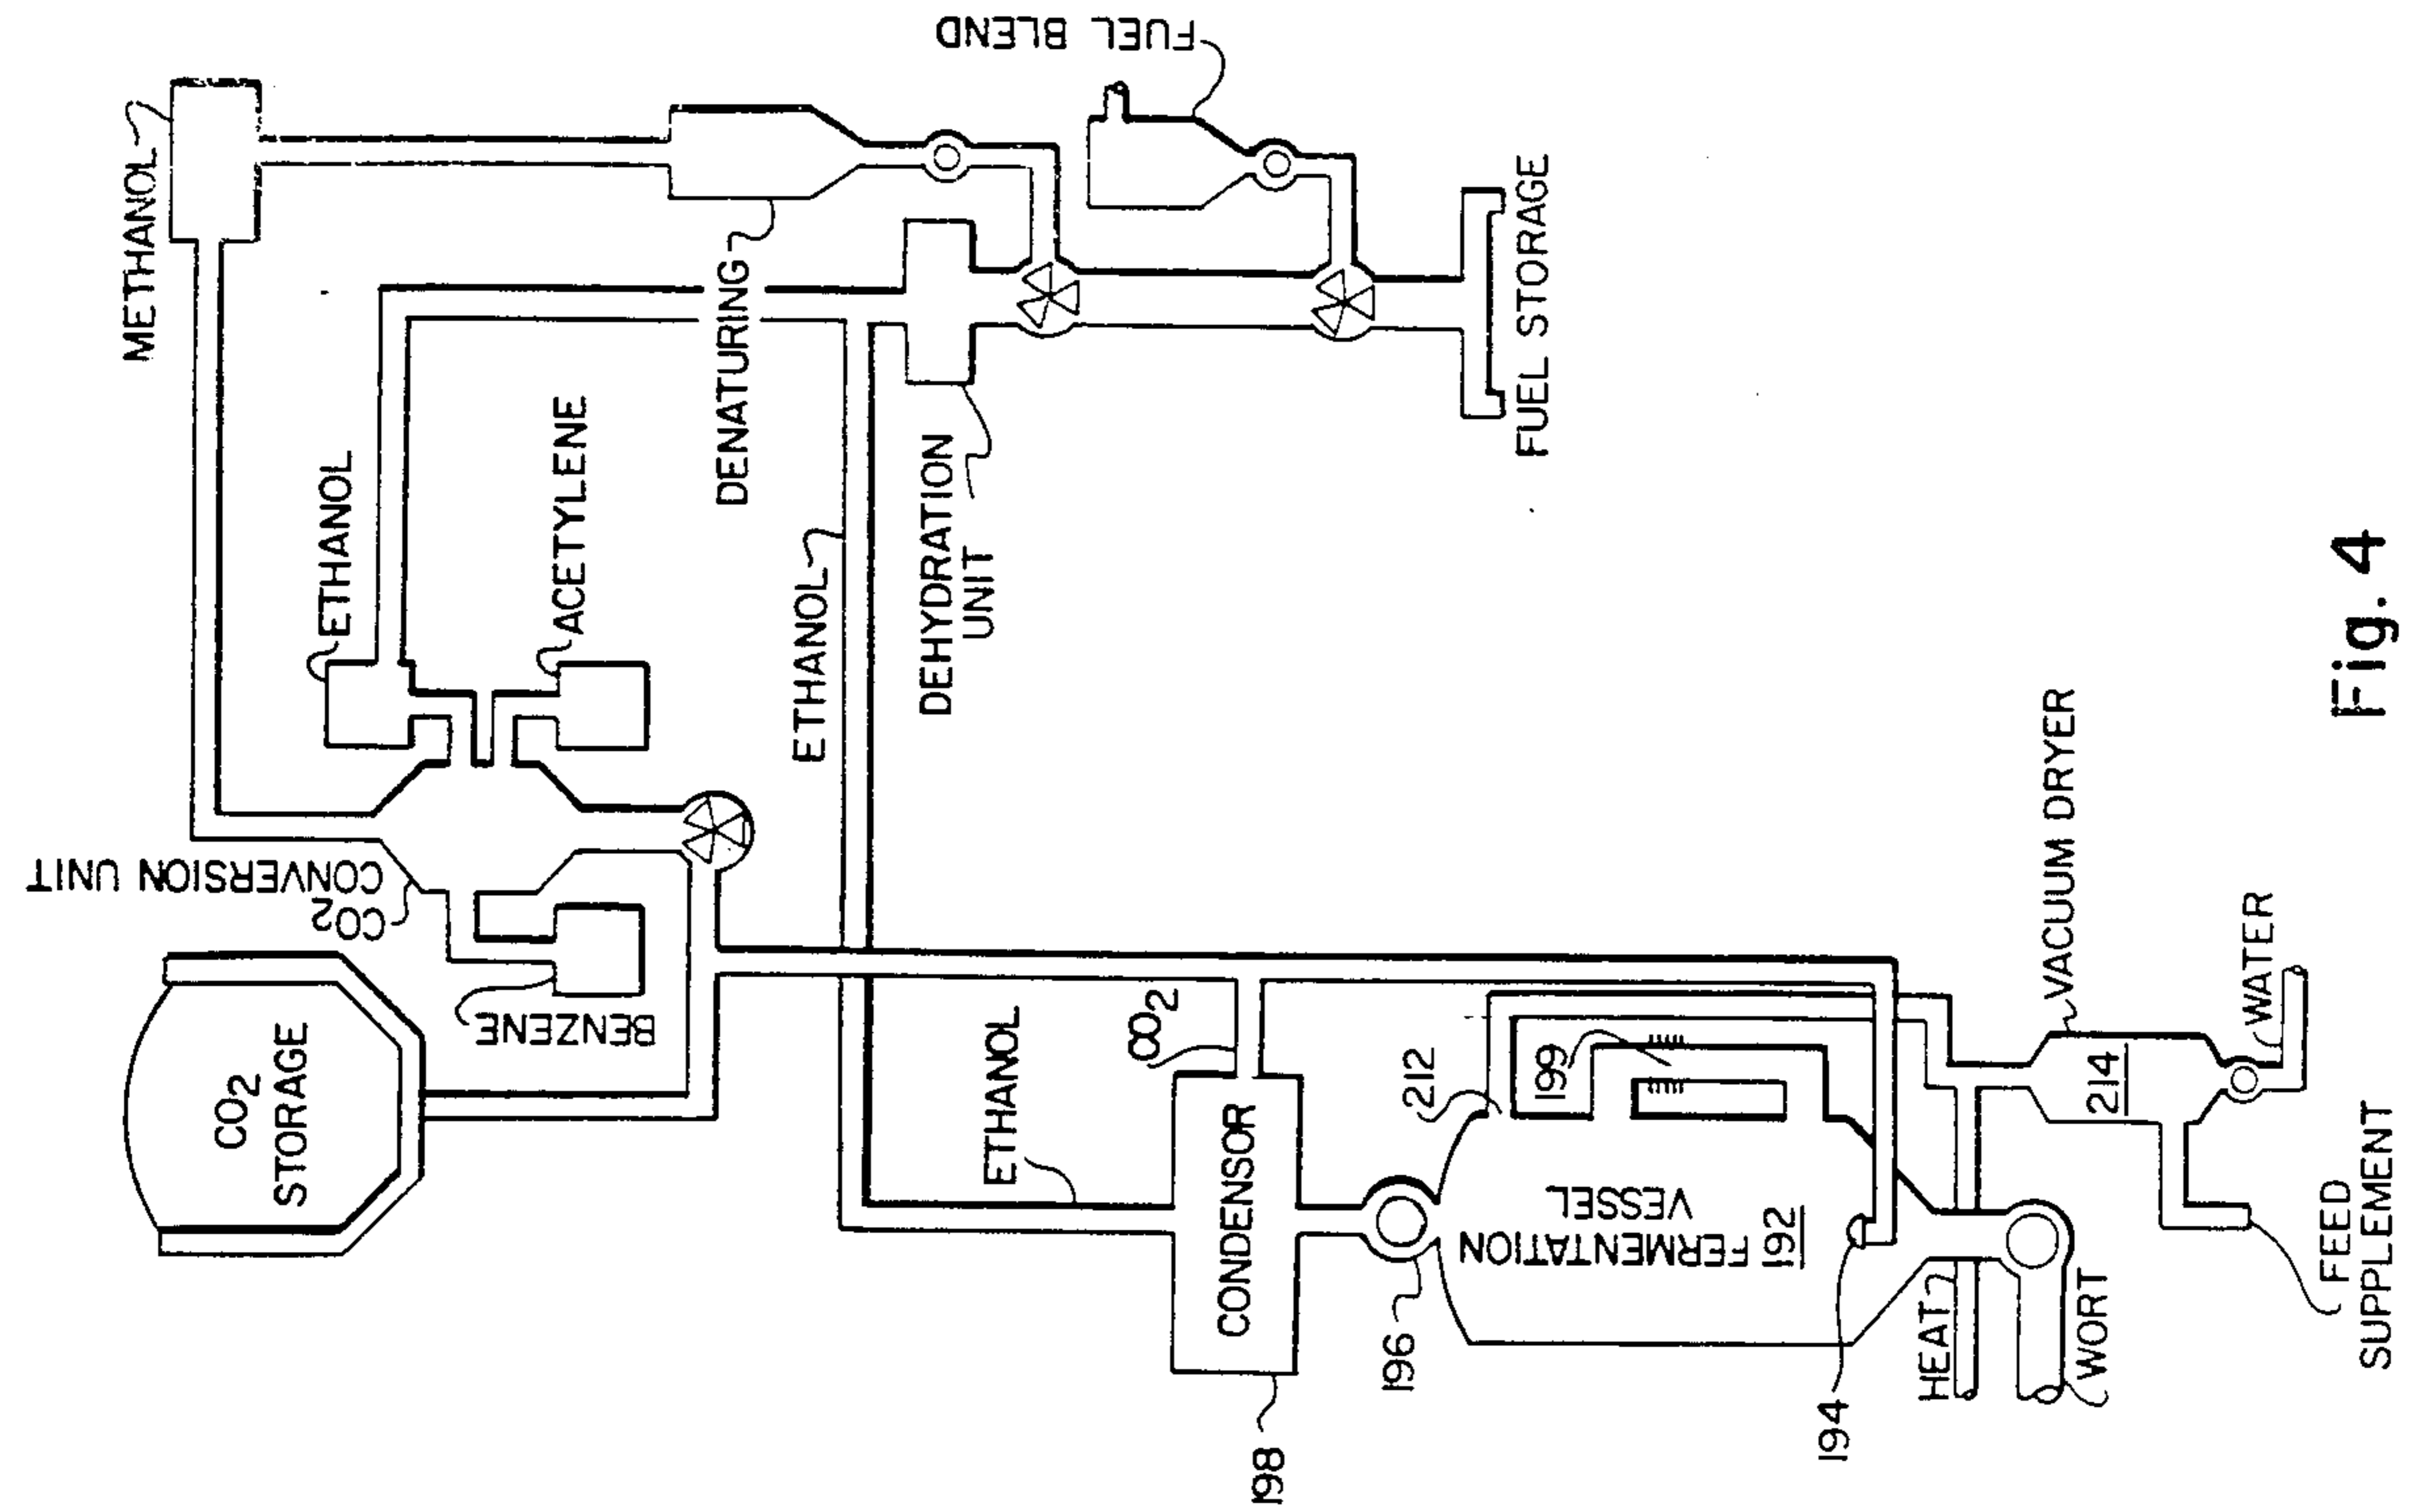 METHANOL
FUEL BLEND
CO2
STORAGE
CO2
CONVERSION UNIT
ETHANOL
ACETYLENE
BENZENE
DENATURING
ETHANOL
DEHYDRATION
UNIT
FUEL STORAGE
ETHANOL
CO2
CONDENSOR
198
196
212
199
FERMENTATION
VESSEL
192
194
HEAT
WORT
VACUUM DRYER
214
WATER
FEED
SUPPLEMENT
Fig. 4